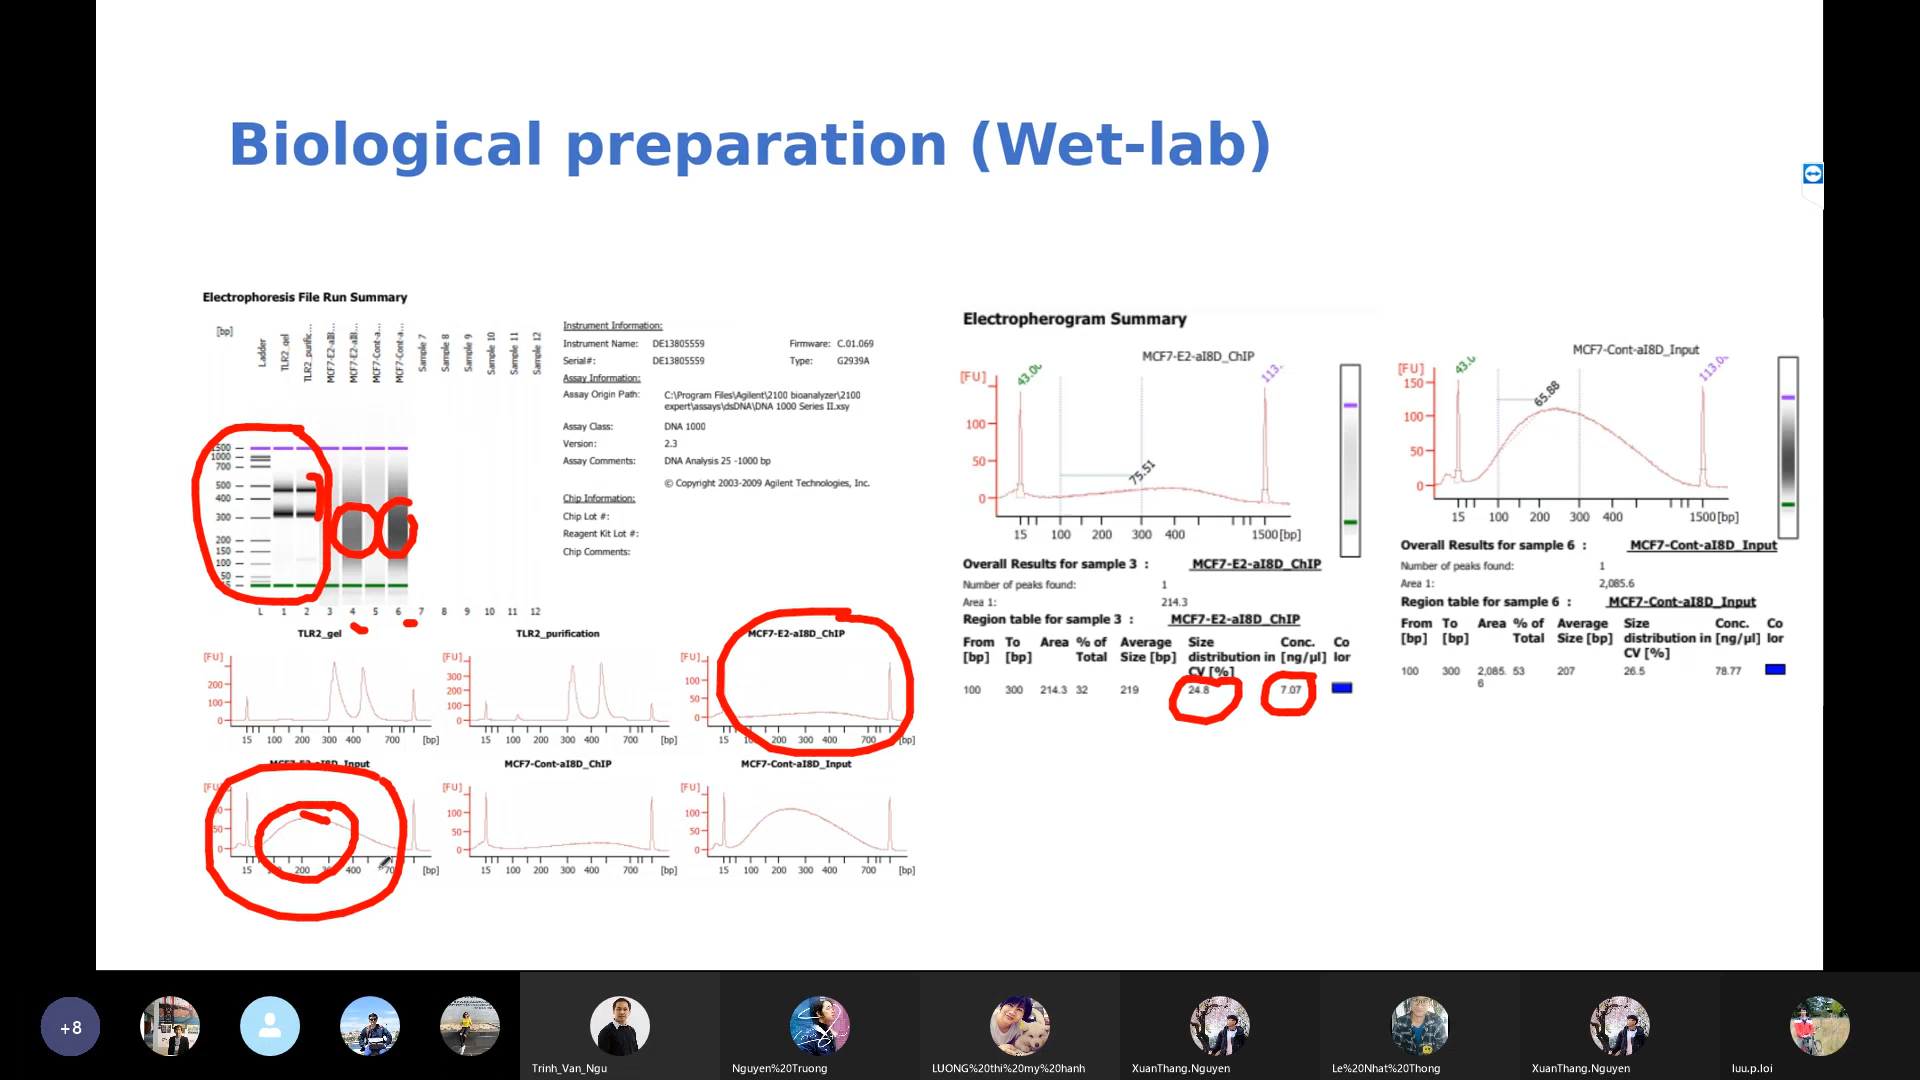 Biological preparation (Wet-lab)
Electrophoresis File Run Summary
[bp]
Ladder
TLR2_gel
TLR2_purific...
MCF7-E2-aI8...
MCF7-E2-aI8...
MCF7-Cont-a...
MCF7-Cont-a...
Sample 7
Sample 8
Sample 9
Sample 10
Sample 11
Sample 12
1500
1000
700
500
400
300
200
150
100
50
L 1 2 3 4 5 6 7 8 9 10 11 12
Instrument Information:
Instrument Name: DE13805559 Firmware: C.01.069
Serial#: DE13805559 Type: G2939A
Assay Information:
Assay Origin Path: C:\Program Files\Agilent\2100 bioanalyzer\2100
expert\assays\dsDNA\DNA 1000 Series II.xsy
Assay Class: DNA 1000
Version: 2.3
Assay Comments: DNA Analysis 25 -1000 bp
© Copyright 2003-2009 Agilent Technologies, Inc.
Chip Information:
Chip Lot #:
Reagent Kit Lot #:
Chip Comments:
TLR2_gel
[FU]
200
100
0
15 100 200 300 400 700 [bp]
TLR2_purification
[FU]
300
200
100
0
15 100 200 300 400 700 [bp]
MCF7-E2-aI8D_ChIP
[FU]
100
50
0
15 100 200 300 400 700 [bp]
MCF7-E2-aI8D_Input
50
0
15 200 [bp]
MCF7-Cont-aI8D_ChIP
[FU]
100
50
0
15 100 200 300 400 700 [bp]
MCF7-Cont-aI8D_Input
[FU]
100
50
0
15 100 200 300 400 700 [bp]
Electropherogram Summary
MCF7-E2-aI8D_ChIP
[FU]
43.00
113.
75.51
100
50
0
15 100 200 300 400 1500 [bp]
Overall Results for sample 3 : MCF7-E2-aI8D_ChIP
Number of peaks found: 1
Area 1: 214.3
Region table for sample 3 : MCF7-E2-aI8D_ChIP
From To Area % of Average Size Conc. Co
[bp] [bp] Total Size [bp] distribution in [ng/µl] lor
CV [%]
100 300 214.3 32 219 24.8 7.07
MCF7-Cont-aI8D_Input
[FU]
43.0
113.0
65.88
150
100
50
0
15 100 200 300 400 1500 [bp]
Overall Results for sample 6 : MCF7-Cont-aI8D_Input
Number of peaks found: 1
Area 1: 2,085.6
Region table for sample 6 : MCF7-Cont-aI8D_Input
From To Area % of Average Size Conc. Co
[bp] [bp] Total Size [bp] distribution in [ng/µl] lor
CV [%]
100 300 2,085. 53 207 26.5 78.77
6
+8
Trinh_Van_Ngu
Nguyen%20Truong
LUONG%20thi%20my%20hanh
XuanThang.Nguyen
Le%20Nhat%20Thong
XuanThang.Nguyen
luu.p.loi